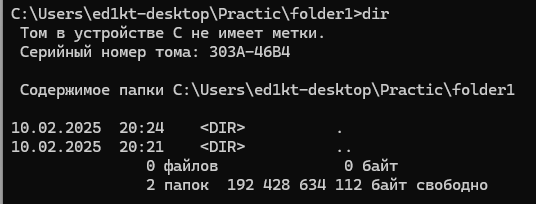 C:\Users\ed1kt-desktop\Practic\folder1>dir
Том в устройстве C не имеет метки.
Серийный номер тома: 303A-46B4
Содержимое папки C:\Users\ed1kt-desktop\Practic\folder1
10.02.2025  20:24    <DIR>          .
10.02.2025  20:21    <DIR>          ..
0 файлов              0 байт
2 папок  192 428 634 112 байт свободно